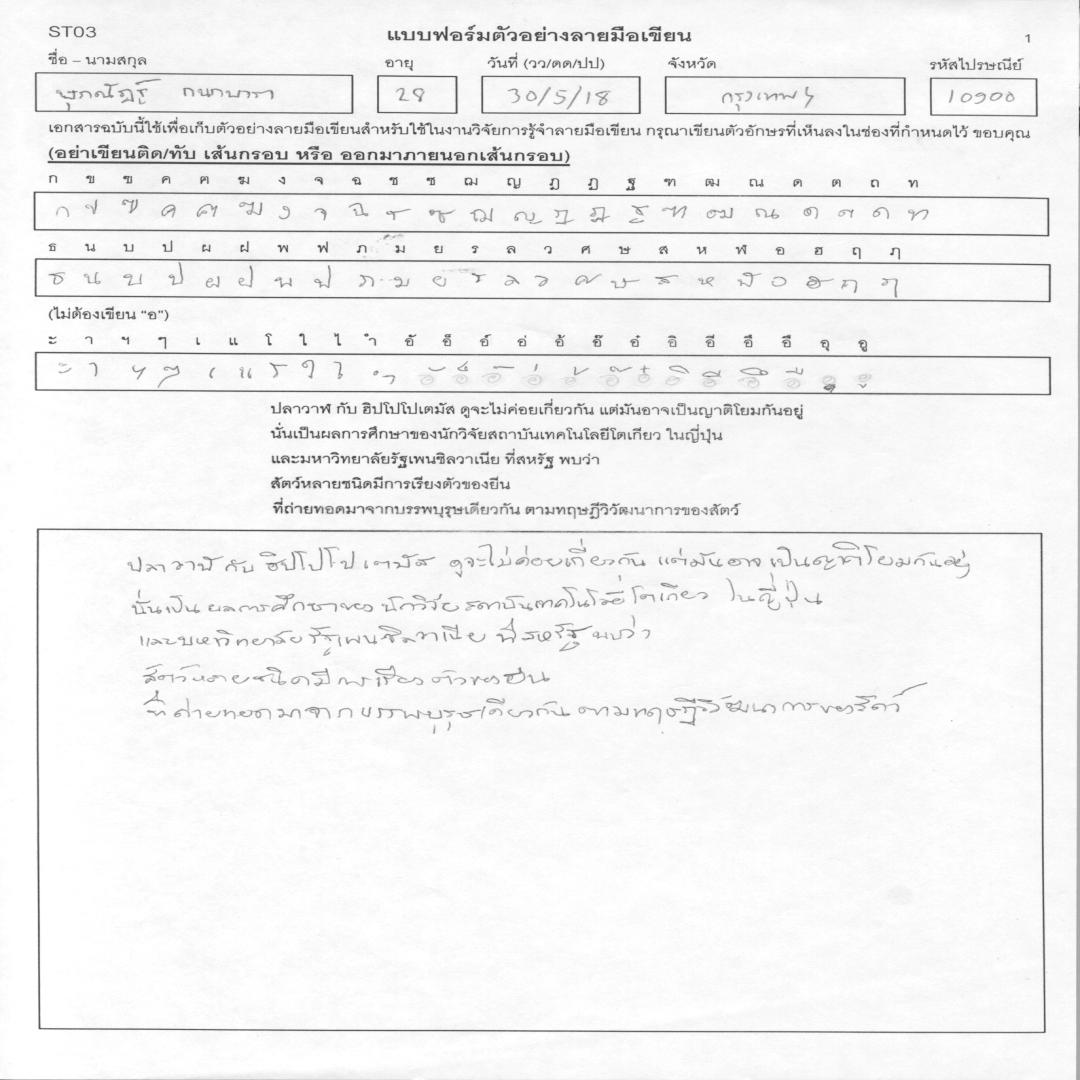 ST03
แบบฟอร์มตัวอย่างลายมือเขียน
1
ชื่อ – นามสกุล อายุ วันที่ (วว/ดด/ปป) จังหวัด รหัสไปรษณีย์
28 30/5/18 กรุงเทพฯ 10900
เอกสารฉบับนี้ใช้เพื่อเก็บตัวอย่างลายมือเขียนสำหรับใช้ในงานวิจัยการรู้จำลายมือเขียน กรุณาเขียนตัวอักษรที่เห็นลงในช่องที่กำหนดไว้ ขอบคุณ
(อย่าเขียนติด/ทับ เส้นกรอบ หรือ ออกมาภายนอกเส้นกรอบ)
ก ข ฃ ค ฅ ฆ ง จ ฉ ช ซ ฌ ญ ฎ ฏ ฐ ฑ ฒ ณ ด ต ถ ท
ก ข ฃ ค ฅ ฆ ง จ ฉ ช ซ ฌ ญ ฎ ฏ ฐ ฑ ฒ ณ ด ต ถ ท
ธ น บ ป ผ ฝ พ ฟ ภ ม ย ร ล ว ศ ษ ส ห ฬ อ ฮ ฤ ฦ
ธ น บ ป ผ ฝ พ ฟ ภ ม ย ร ล ว ศ ษ ส ห ฬ อ ฮ ฤ ฦ
(ไม่ต้องเขียน "อ")
ะ า ฯ ๆ เ แ โ ใ ไ ำ อั อ็ อ์ อ่ อ้ อ๊ อ๋ อิ อี อึ อื อุ อู
ะ า ฯ ๆ เ แ โ ใ ไ ำ อั อ็ อ์ อ่ อ้ อ๊ อ๋ อิ อี อึ อื อุ อู
ปลาวาฬ กับ ฮิปโปโปเตมัส ดูจะไม่ค่อยเกี่ยวกัน แต่มันอาจเป็นญาติโยมกันอยู่
นั่นเป็นผลการศึกษาของนักวิจัยสถาบันเทคโนโลยีโตเกียว ในญี่ปุ่น
และมหาวิทยาลัยรัฐเพนซิลวาเนีย ที่สหรัฐ พบว่า
สัตว์หลายชนิดมีการเรียงตัวของยีน
ที่ถ่ายทอดมาจากบรรพบุรุษเดียวกัน ตามทฤษฎีวิวัฒนาการของสัตว์
ปลาวาฬ กับ ฮิปโปโปเตมัส ดูจะไม่ค่อยเกี่ยวกัน แต่มันอาจเป็นญาติโยมกันอยู่
นั่นเป็นผลการศึกษาของนักวิจัยสถาบันเทคโนโลยีโตเกียว ในญี่ปุ่น
และมหาวิทยาลัยรัฐเพนซิลวาเนีย ที่สหรัฐ พบว่า
สัตว์หลายชนิดมีการเรียงตัวของยีน
ที่ถ่ายทอดมาจากบรรพบุรุษเดียวกัน ตามทฤษฎีวิวัฒนาการของสัตว์